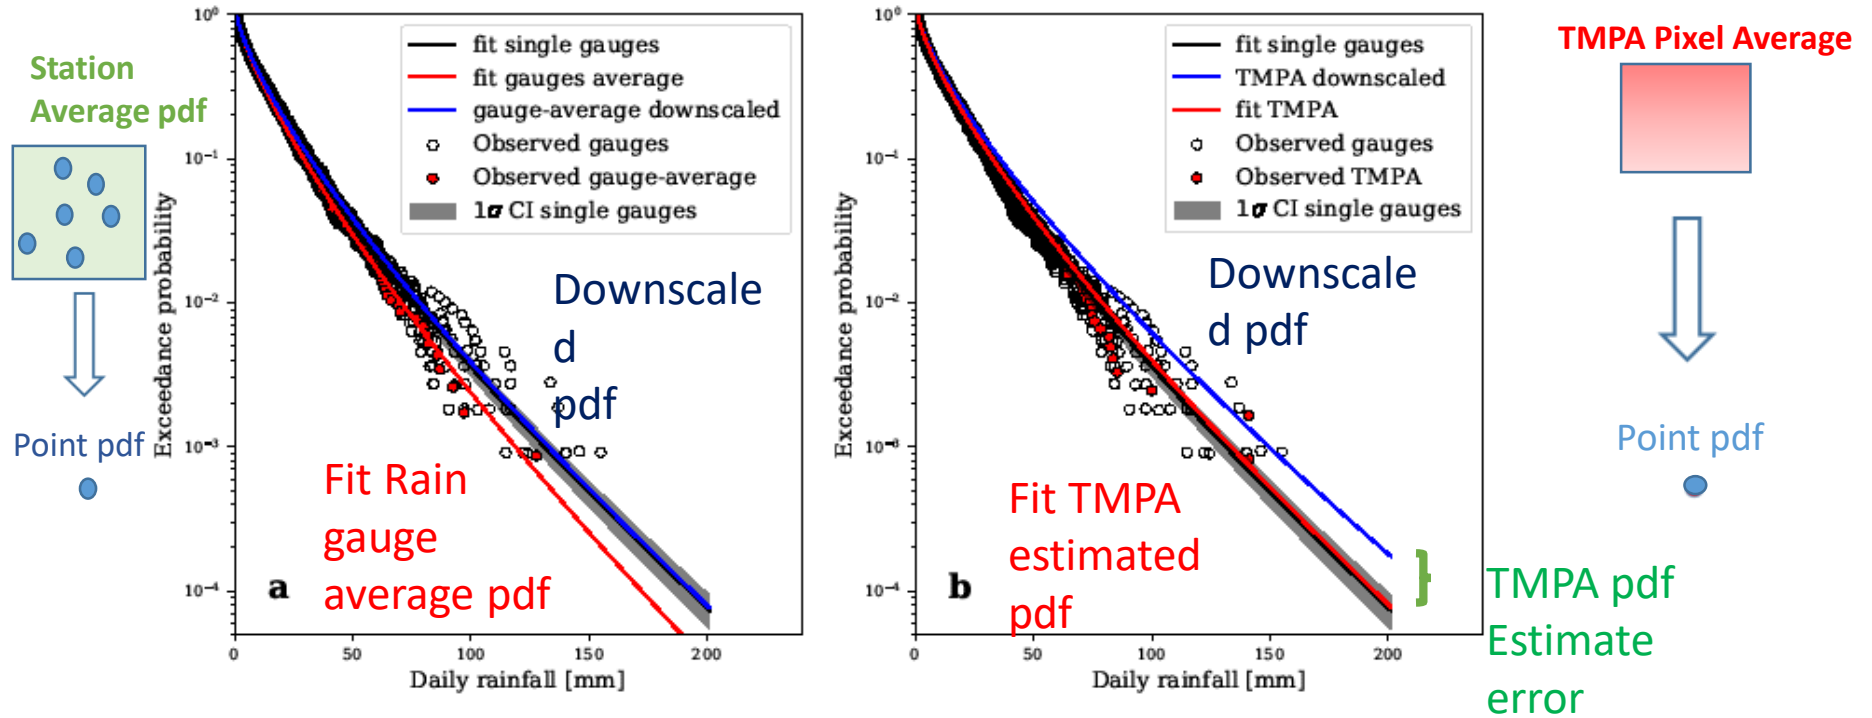 Station
Average pdf
Point pdf
Exceedance probability
10⁰
10⁻¹
10⁻²
10⁻³
10⁻⁴
fit single gauges
fit gauges average
gauge-average downscaled
Observed gauges
Observed gauge-average
1σ CI single gauges
Downscale
d
pdf
Fit Rain
gauge
average pdf
a
0
50
100
150
200
Daily rainfall [mm]
Exceedance probability
10⁰
10⁻¹
10⁻²
10⁻³
10⁻⁴
fit single gauges
TMPA downscaled
fit TMPA
Observed gauges
Observed TMPA
1σ CI single gauges
Downscale
d pdf
Fit TMPA
estimated
pdf
b
0
50
100
150
200
Daily rainfall [mm]
TMPA Pixel Average
Point pdf
}
TMPA pdf
Estimate
error